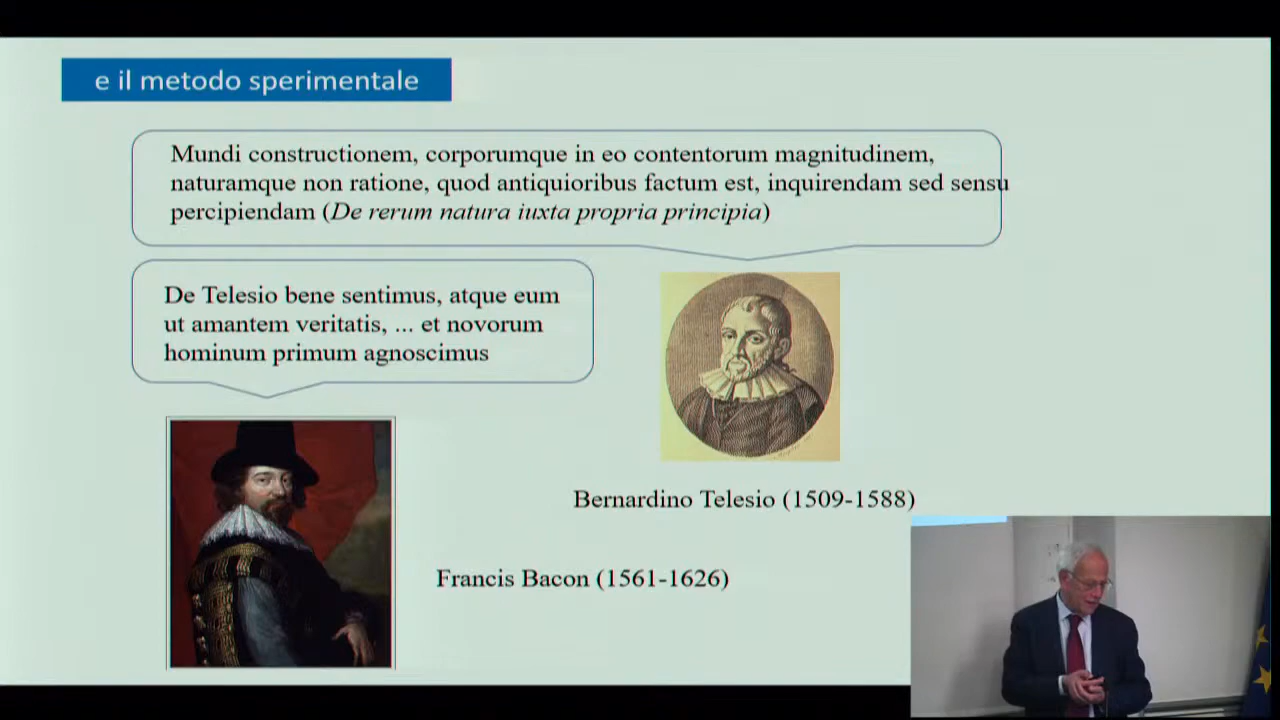 e il metodo sperimentale
Mundi constructionem, corporumque in eo contentorum magnitudinem,
naturamque non ratione, quod antiquioribus factum est, inquirendam sed sensu
percipiendam (De rerum natura iuxta propria principia)
De Telesio bene sentimus, atque eum
ut amantem veritatis, ... et novorum
hominum primum agnoscimus
Bernardino Telesio (1509-1588)
Francis Bacon (1561-1626)